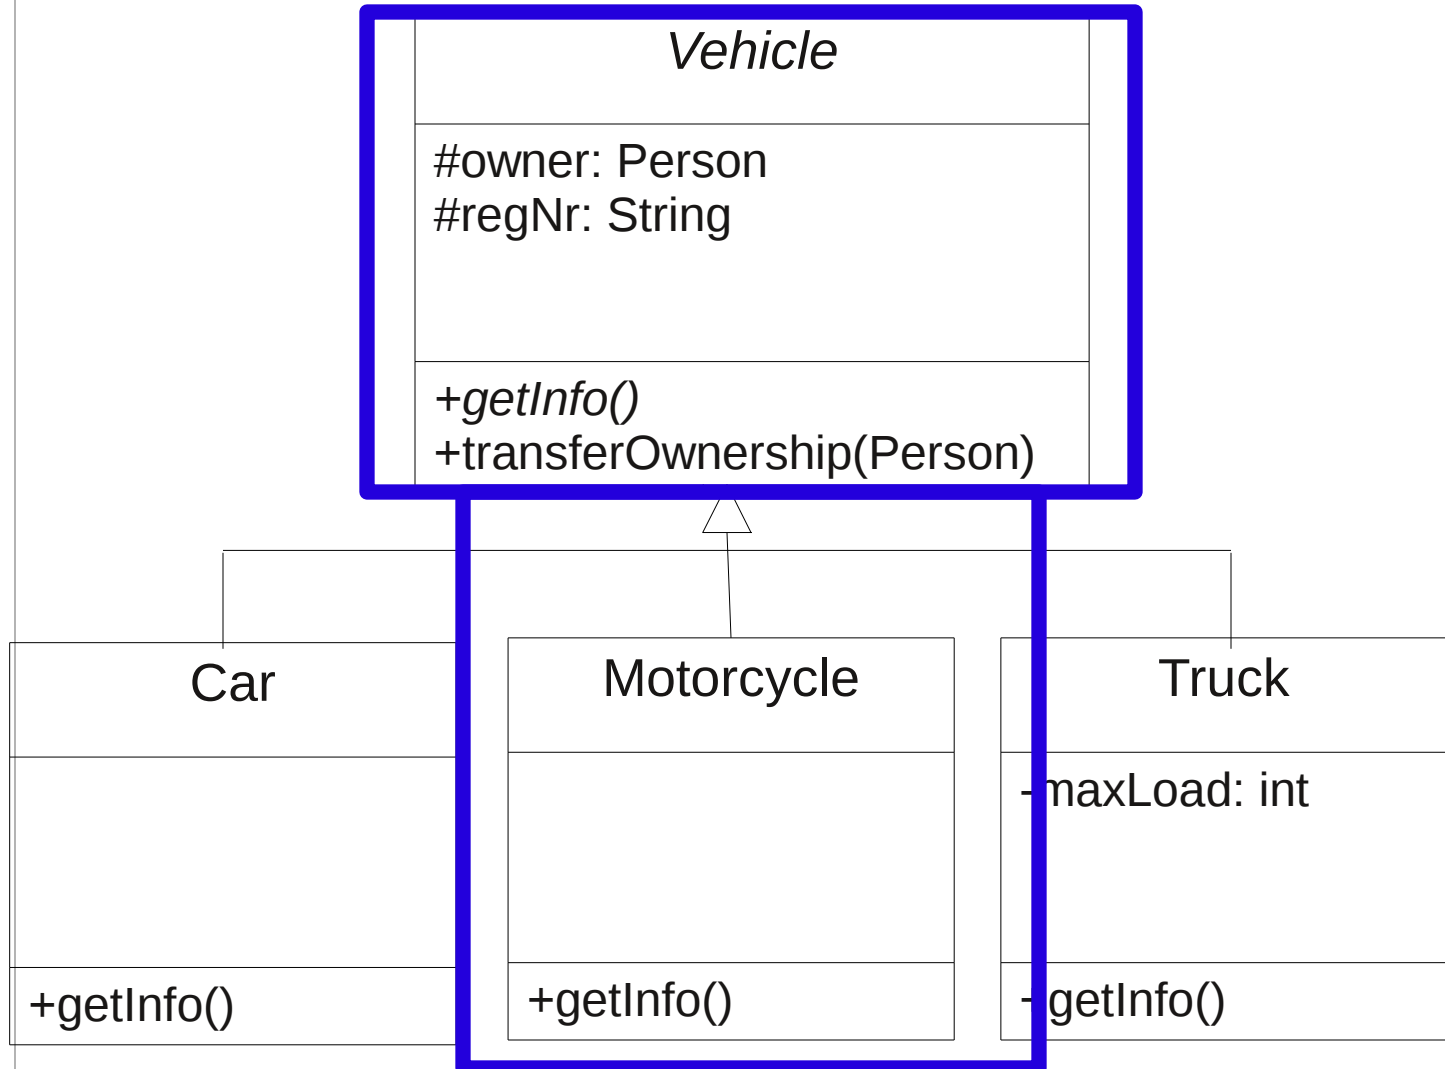 Vehicle
#owner: Person
#regNr: String
+getInfo()
+transferOwnership(Person)
Car
+getInfo()
Motorcycle
+getInfo()
Truck
-maxLoad: int
+getInfo()